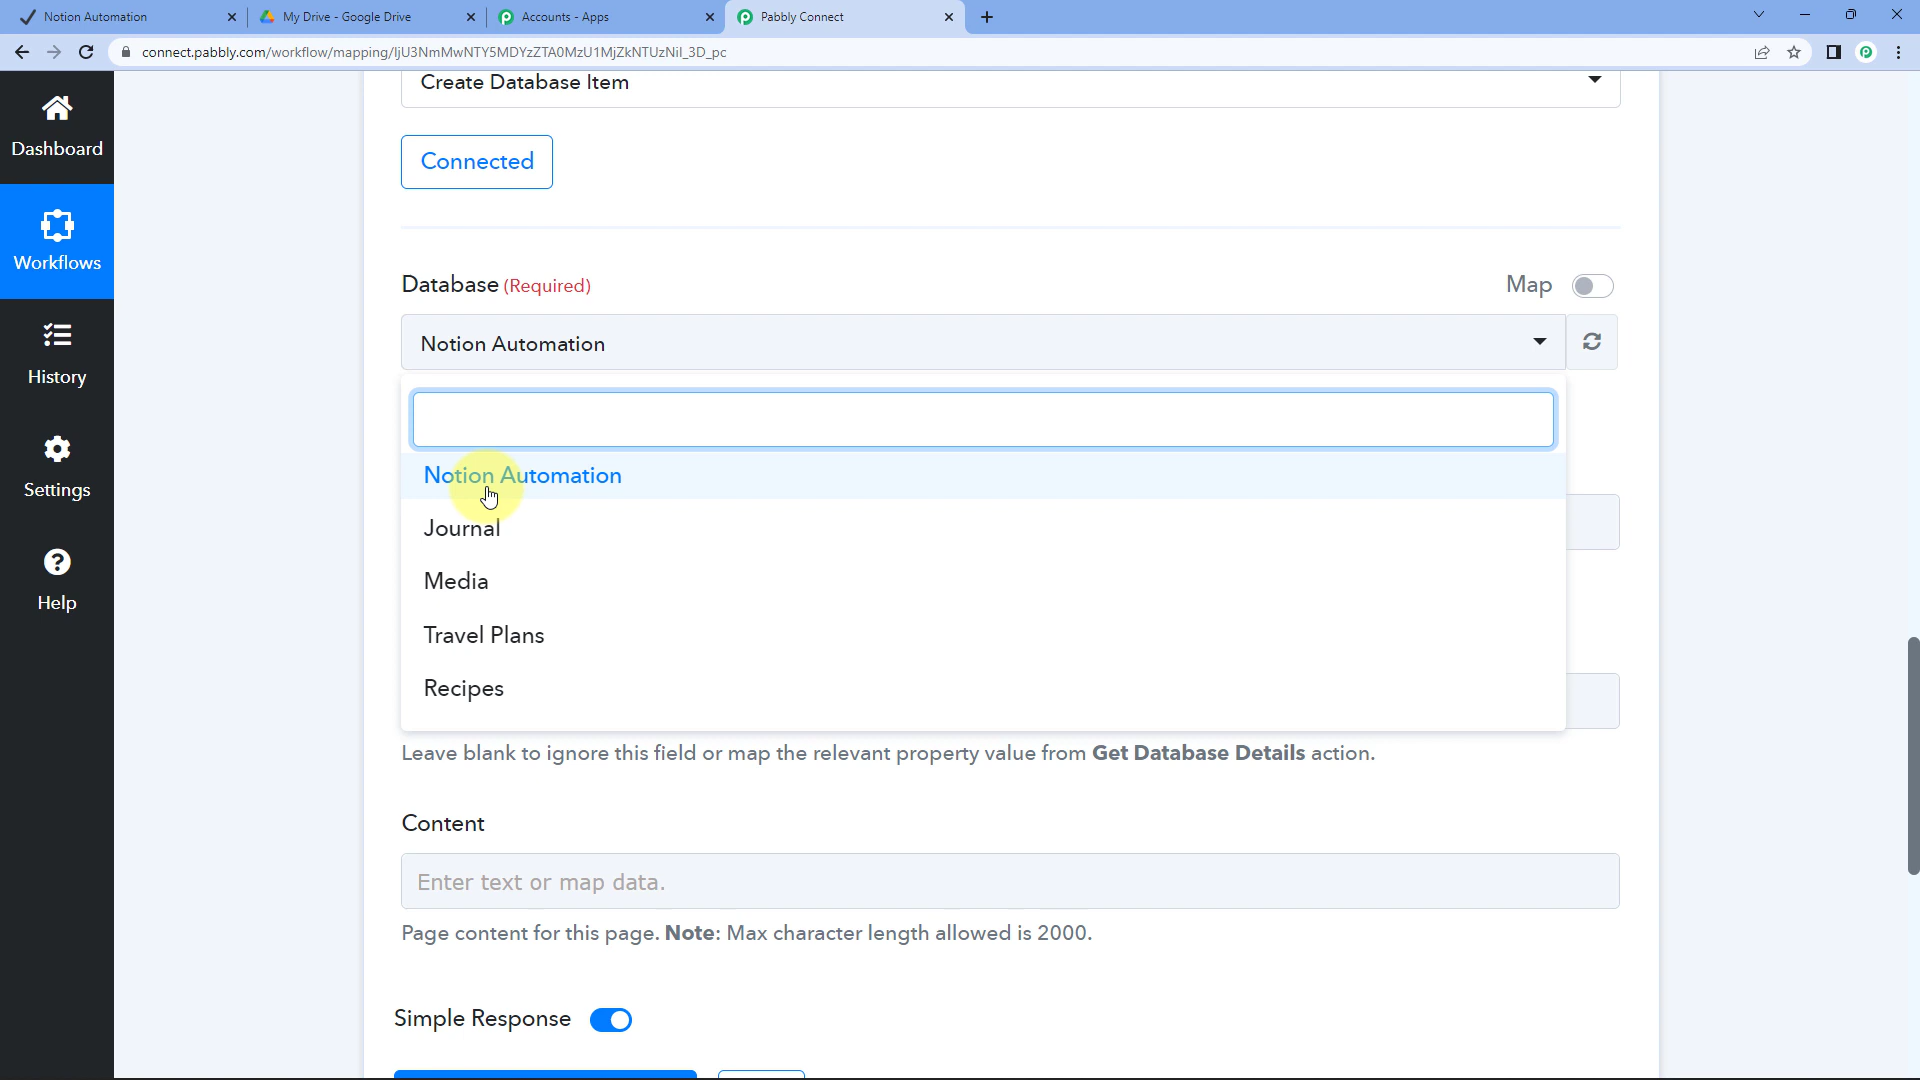 Notion Automation
My Drive - Google Drive
Accounts - Apps
Pabbly Connect
connect.pabbly.com/workflow/mapping/IjU3NmMwNTY5MDYzZTA0MzU1MjZkNTUzNiI_3D_pc
Dashboard
Workflows
History
Settings
Help
Create Database Item
Connected
Database (Required)
Map
Notion Automation
Notion Automation
Journal
Media
Travel Plans
Recipes
Leave blank to ignore this field or map the relevant property value from Get Database Details action.
Content
Enter text or map data.
Page content for this page. Note: Max character length allowed is 2000.
Simple Response